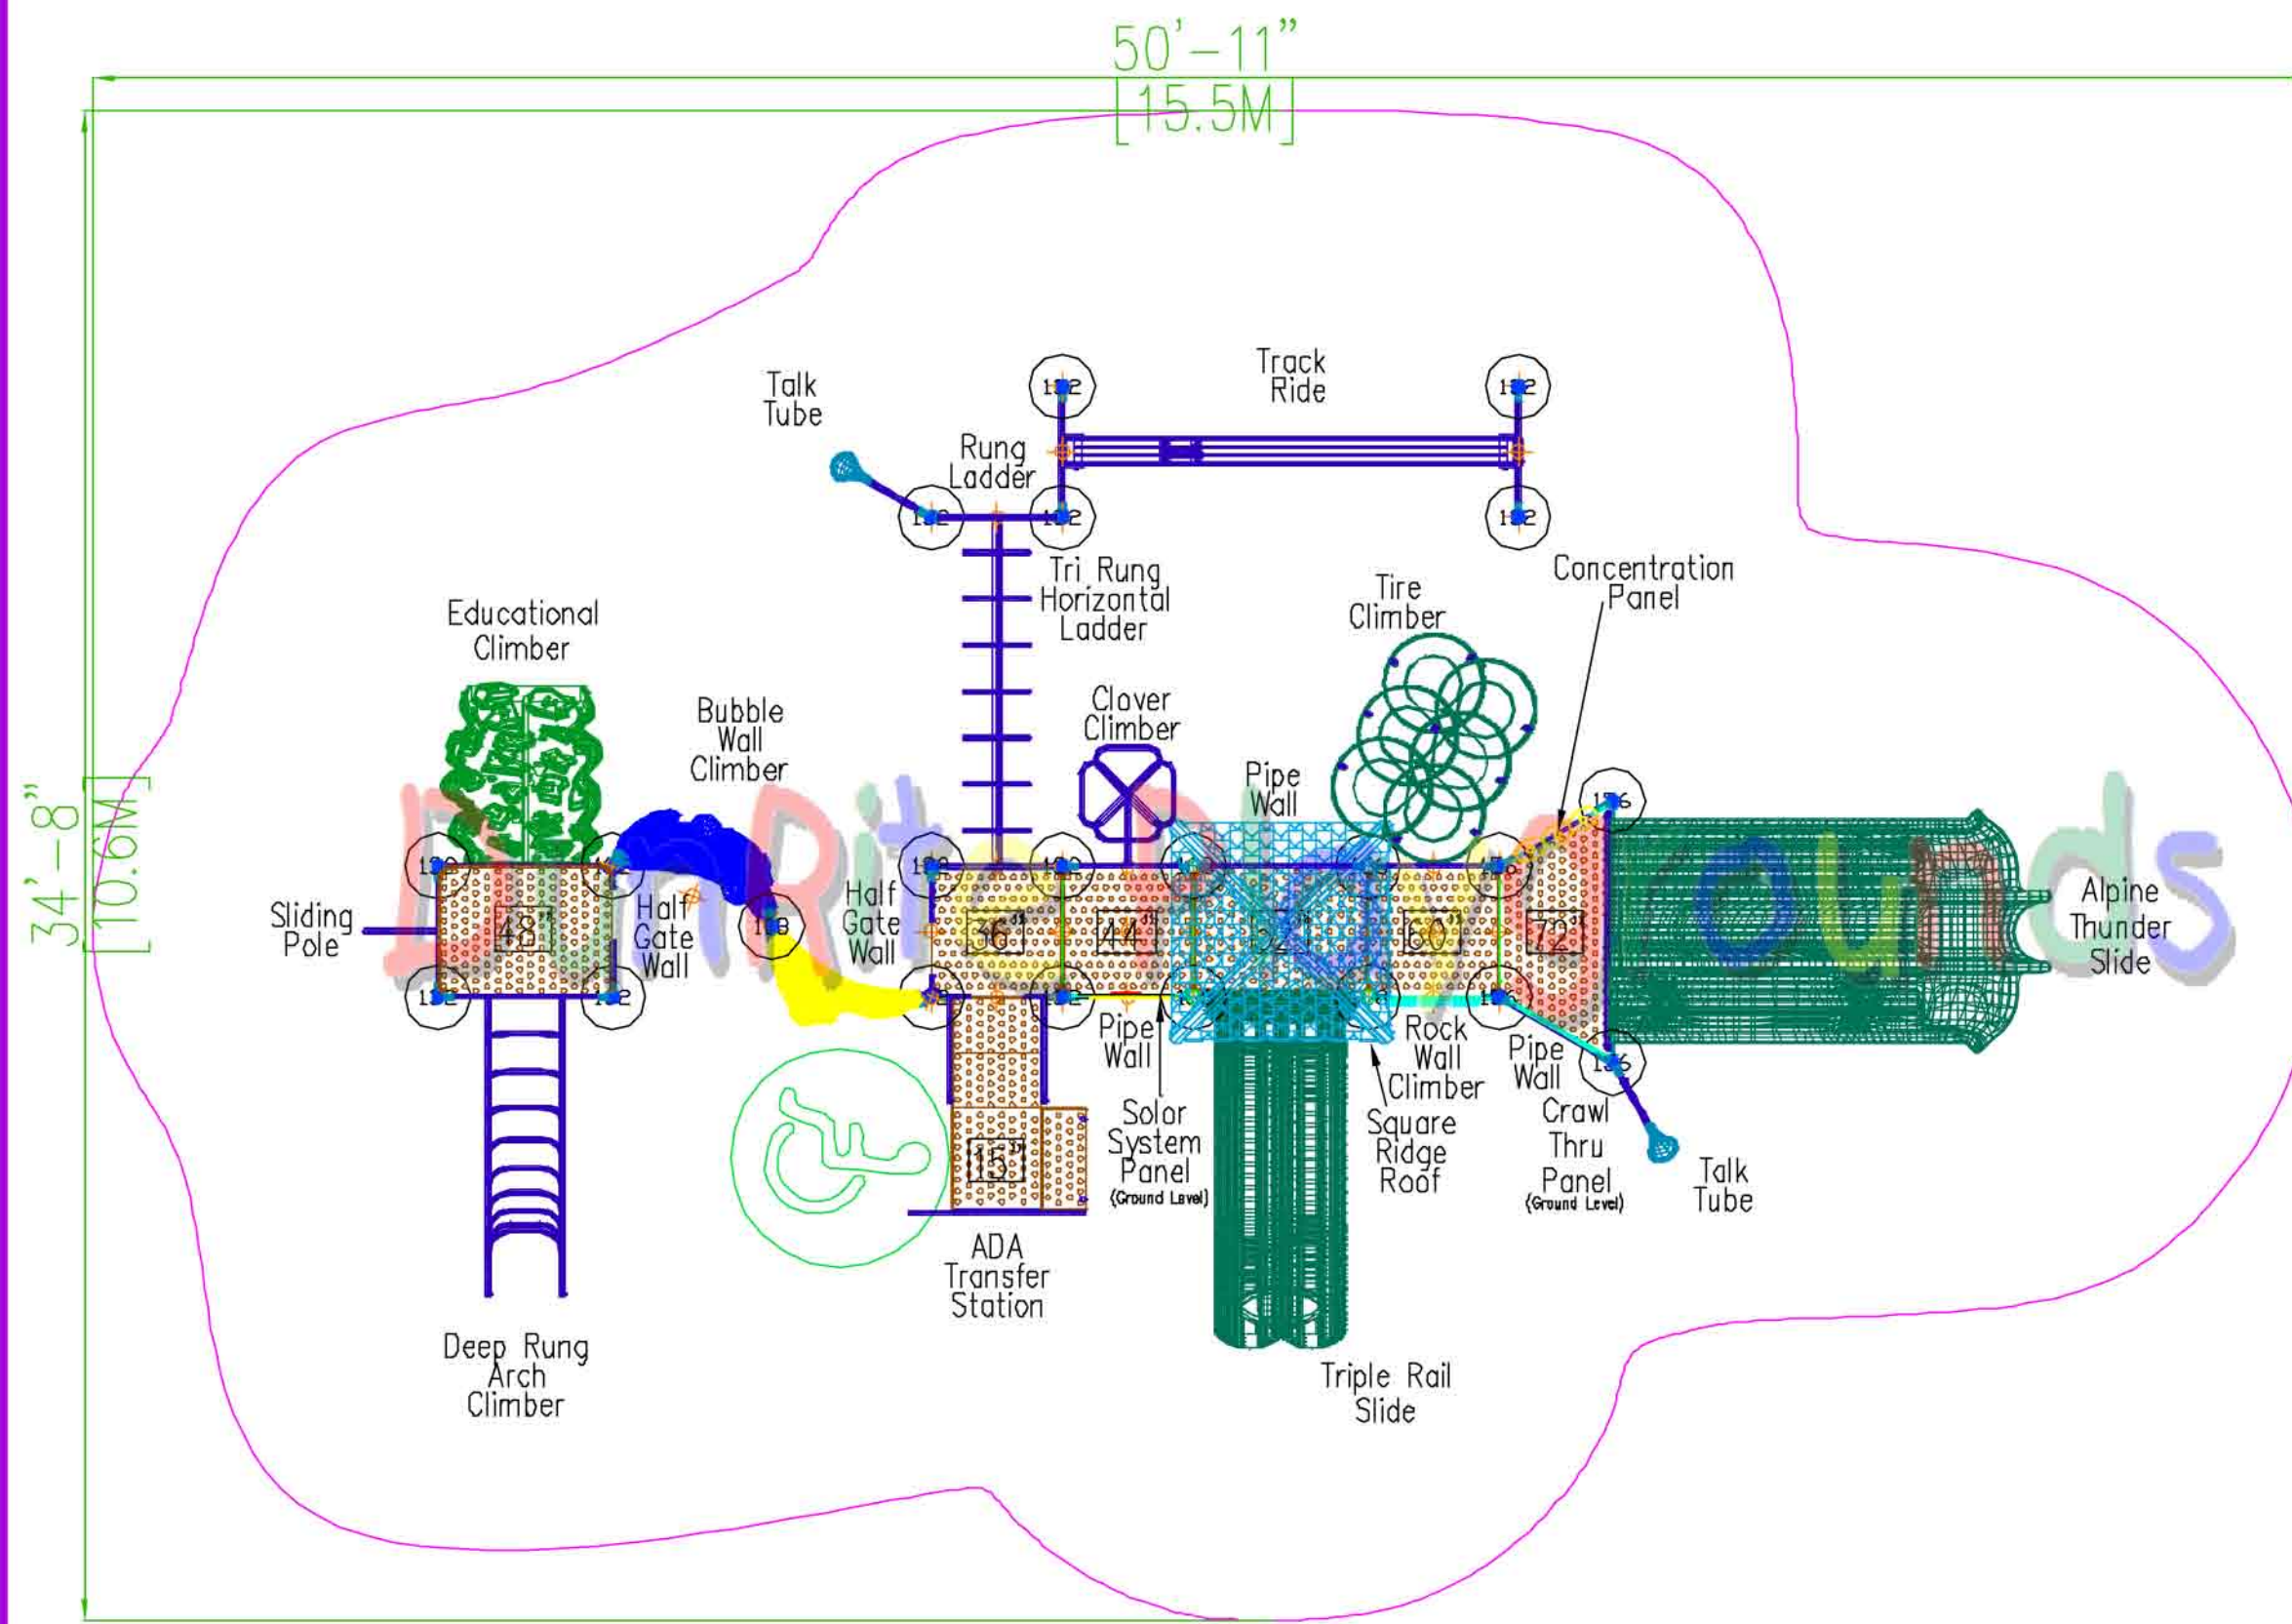 50'-11"
[15.5M]
34'-8"
[10.6M]
Track
Ride
Talk
Tube
Rung
Ladder
Tri Rung
Horizontal
Ladder
Concentration
Panel
Tire
Climber
Educational
Climber
Bubble
Wall
Climber
Clover
Climber
Pipe
Wall
Sliding
Pole
48"
Half
Gate
Wall
Half
Gate
Wall
36"
44"
60"
72"
Alpine
Thunder
Slide
Pipe
Wall
Solor
System
Panel
(Ground Level)
Rock
Wall
Climber
Square
Ridge
Roof
Pipe
Wall
Crawl
Thru
Panel
(Ground Level)
Talk
Tube
15"
ADA
Transfer
Station
Deep Rung
Arch
Climber
Triple Rail
Slide